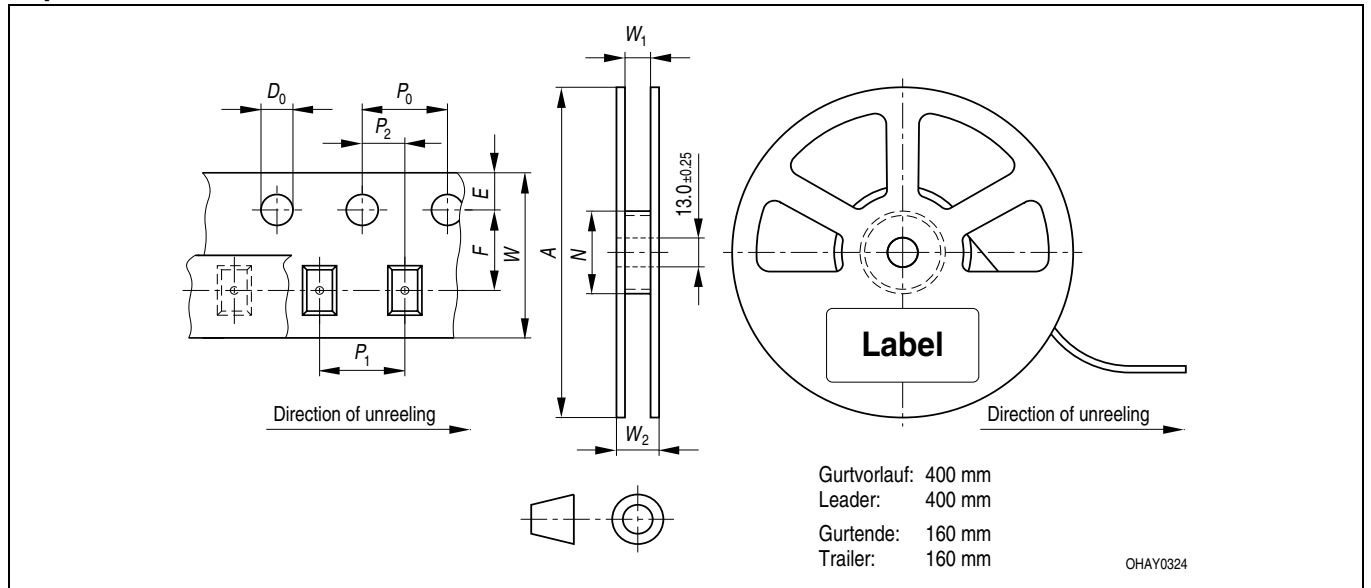 W1
D0
P0
P2
E
F
W
A
N
13.0±0.25
P1
Label
Direction of unreeling
W2
Direction of unreeling
Gurtvorlauf: 400 mm
Leader: 400 mm
Gurtende: 160 mm
Trailer: 160 mm
OHAY0324